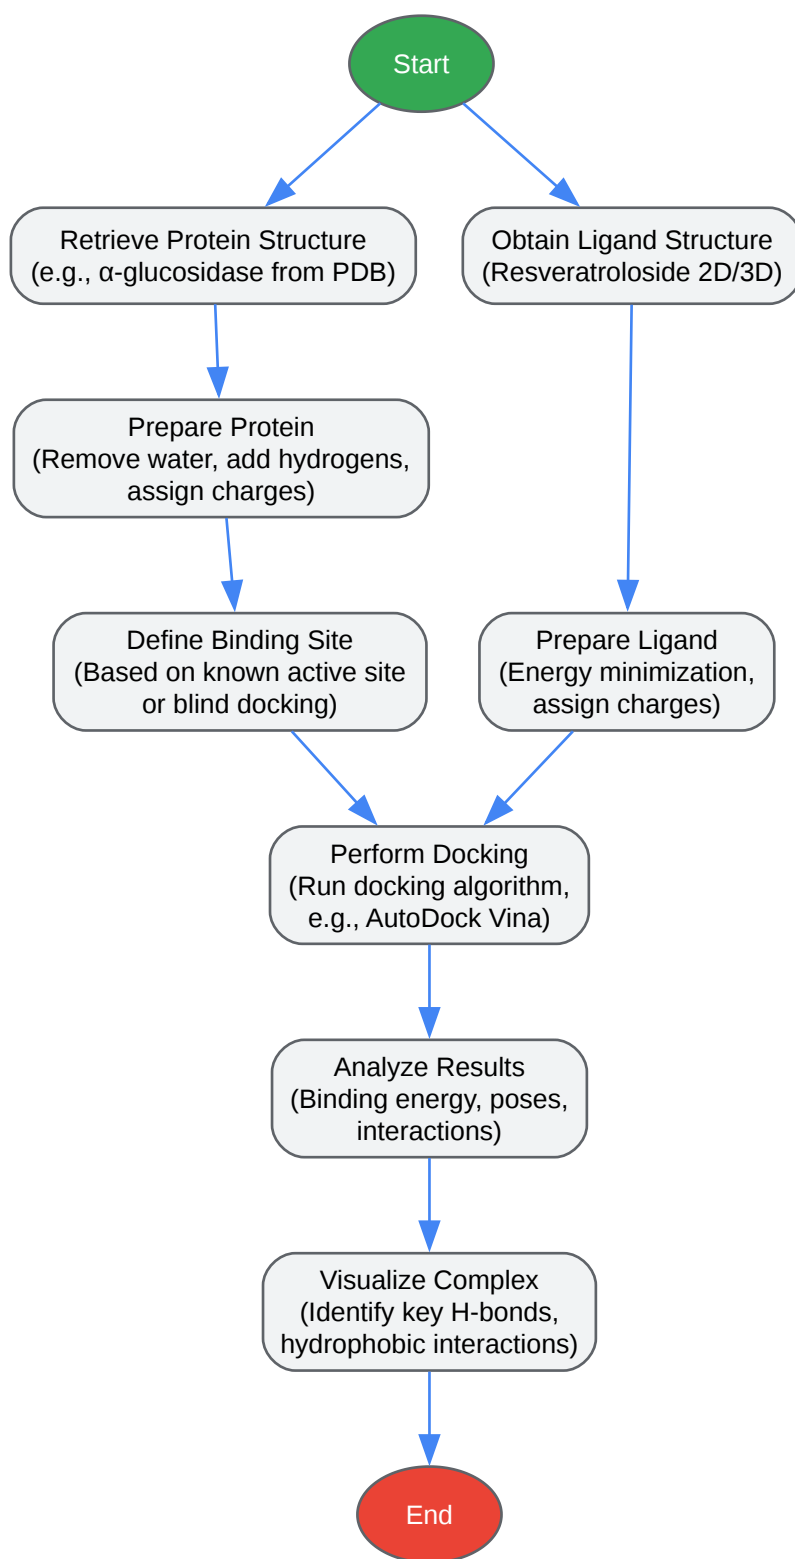 Start
Retrieve Protein Structure
(e.g., α-glucosidase from PDB)
Obtain Ligand Structure
(Resveratroloside 2D/3D)
Prepare Protein
(Remove water, add hydrogens,
assign charges)
Define Binding Site
(Based on known active site
or blind docking)
Prepare Ligand
(Energy minimization,
assign charges)
Perform Docking
(Run docking algorithm,
e.g., AutoDock Vina)
Analyze Results
(Binding energy, poses,
interactions)
Visualize Complex
(Identify key H-bonds,
hydrophobic interactions)
End